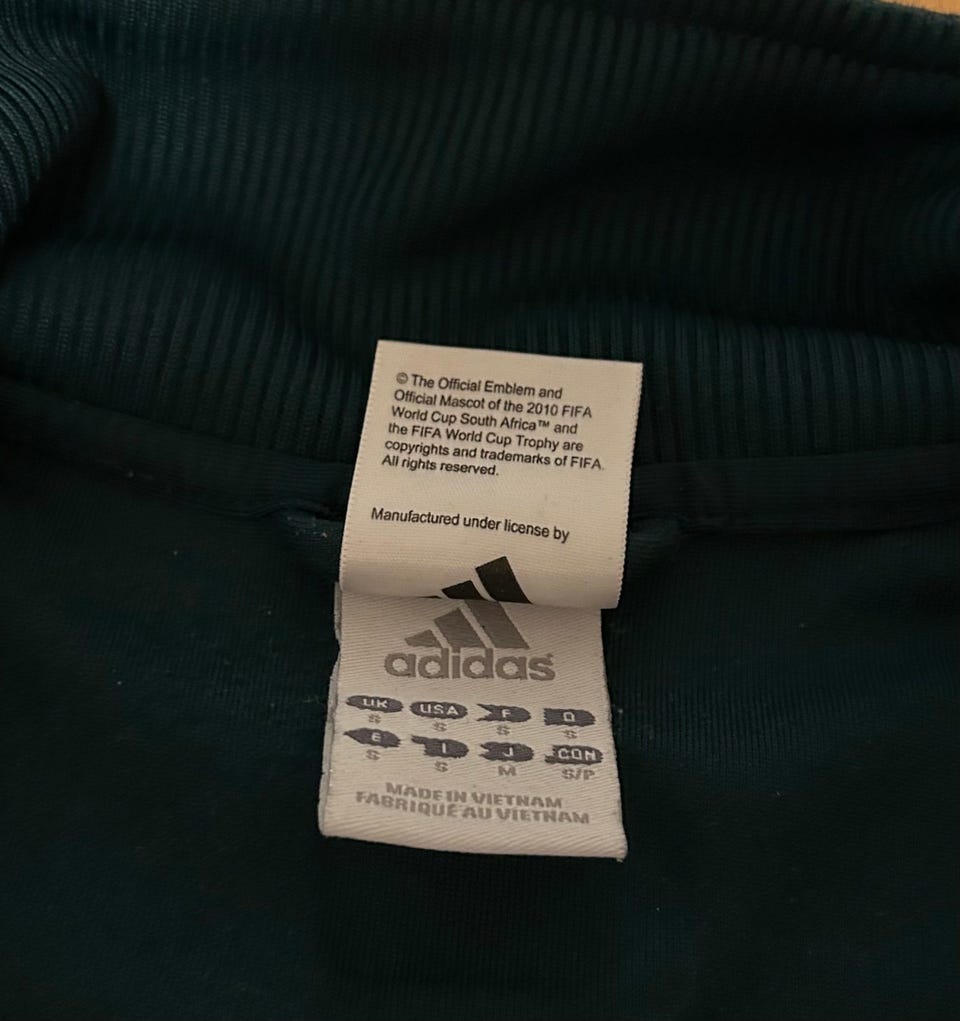 © The Official Emblem and
Official Mascot of the 2010 FIFA
World Cup South Africa™ and
the FIFA World Cup Trophy are
copyrights and trademarks of FIFA.
All rights reserved.
Manufactured under license by
adidas
UK USA F D
S S S S
E I J CDN
S S M S/P
MADE IN VIETNAM
FABRIQUÉ AU VIETNAM